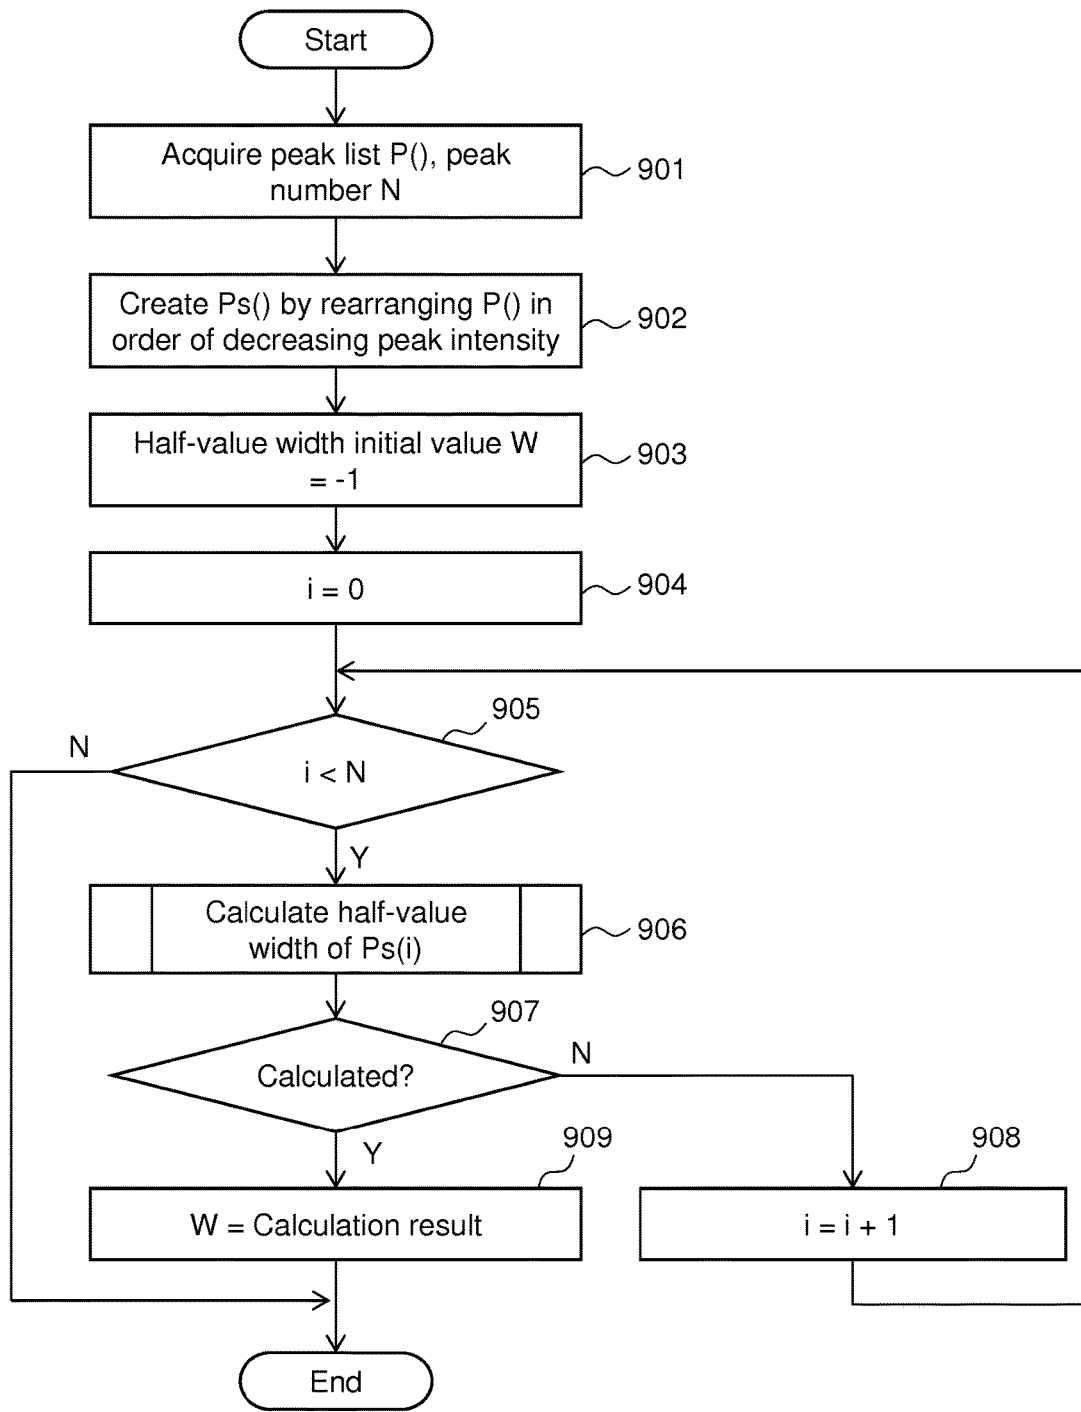 Start
Acquire peak list P(), peak
number N
901
Create Ps() by rearranging P() in
order of decreasing peak intensity
902
Half-value width initial value W
= -1
903
i = 0
904
905
N
i < N
Y
Calculate half-value
width of Ps(i)
906
907
N
Calculated?
Y
909
908
W = Calculation result
i = i + 1
End